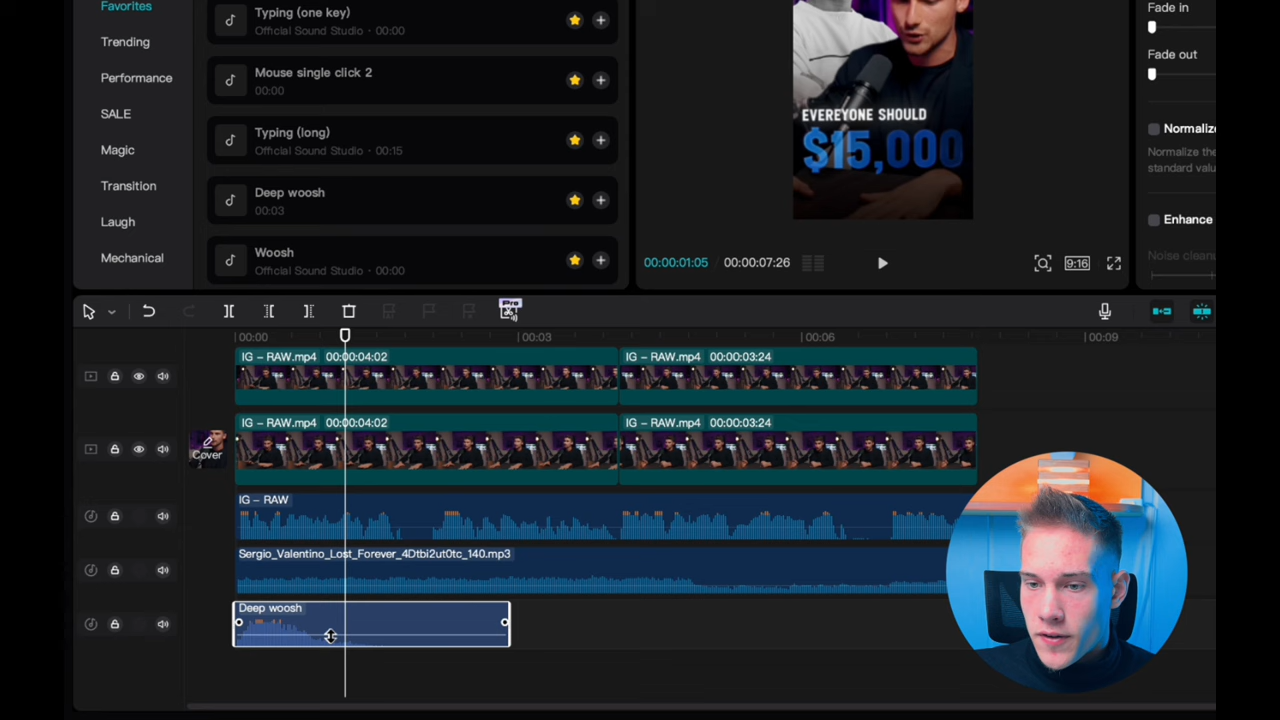 Favorites
Trending
Performance
SALE
Magic
Transition
Laugh
Mechanical
Typing (one key)
Official Sound Studio · 00:00
Mouse single click 2
00:00
Typing (long)
Official Sound Studio · 00:15
Deep woosh
00:03
Woosh
Official Sound Studio · 00:00
EVEREYONE SHOULD
$15,000
00:00:01:05 / 00:00:07:26
9:16
Fade in
Fade out
Normalize
Normalize the
standard valu
Enhance
Noise clean
Pro
00:00
00:03
00:06
00:09
IG – RAW.mp4 00:00:04:02
IG – RAW.mp4 00:00:03:24
IG – RAW.mp4 00:00:04:02
IG – RAW.mp4 00:00:03:24
Cover
IG – RAW
Sergio_Valentino_Lost_Forever_4Dtbi2ut0tc_140.mp3
Deep woosh